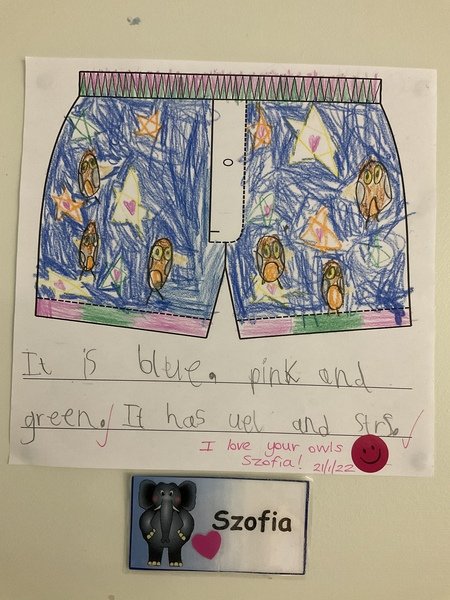 It is blue. pink and
green. It has uel and strs.
I love your owls
Szofia! 21/1/22
Szofia